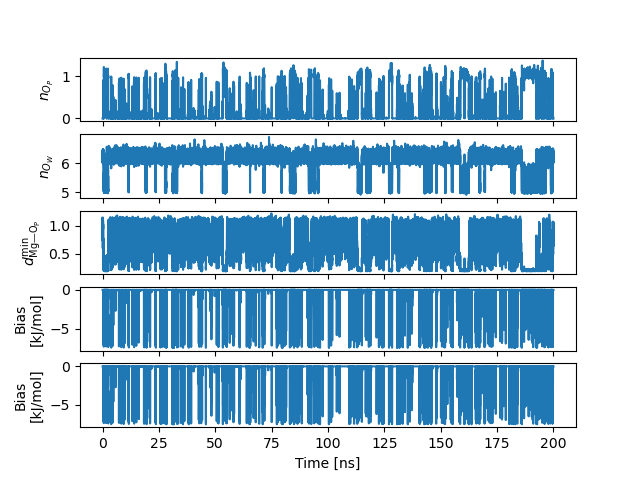 n_{O_P}
1
0
n_{O_W}
6
5
d^{min}_{Mg−O_P}
1.0
0.5
Bias
[kJ/mol]
0
−5
Bias
[kJ/mol]
0
−5
0 25 50 75 100 125 150 175 200
Time [ns]